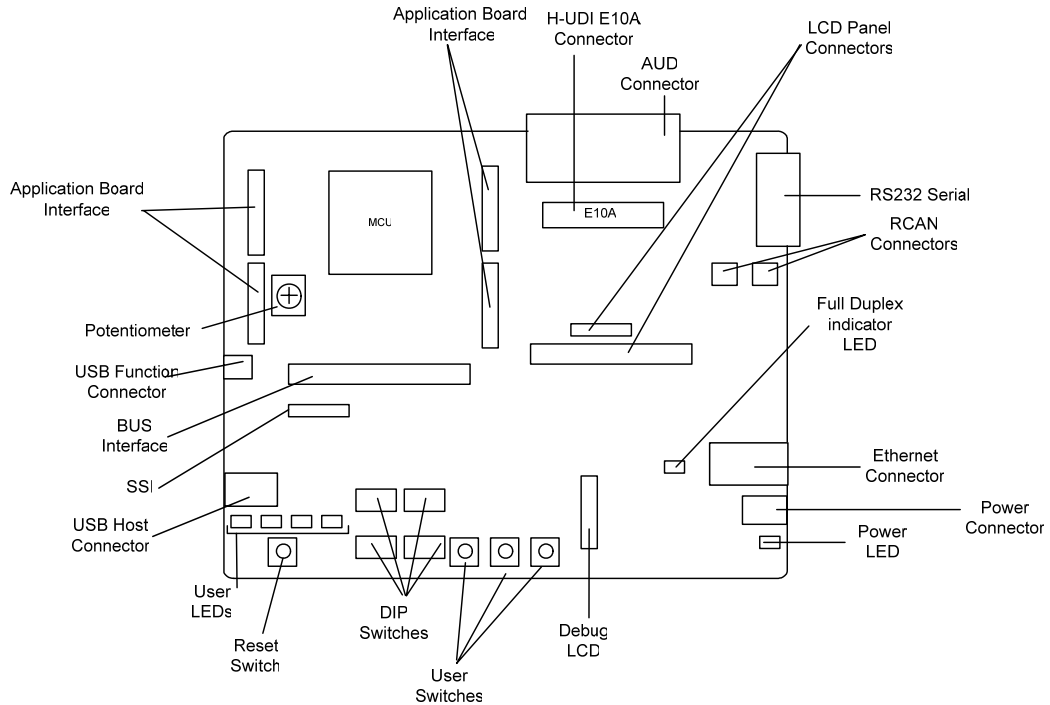 Application Board
Interface
H-UDI E10A
Connector
LCD Panel
Connectors
AUD
Connector
Application Board
Interface
MCU
E10A
RS232 Serial
RCAN
Connectors
Potentiometer
Full Duplex
indicator
LED
USB Function
Connector
BUS
Interface
SSI
Ethernet
Connector
USB Host
Connector
Power
Connector
Power
LED
User
LEDs
DIP
Switches
Debug
LCD
Reset
Switch
User
Switches